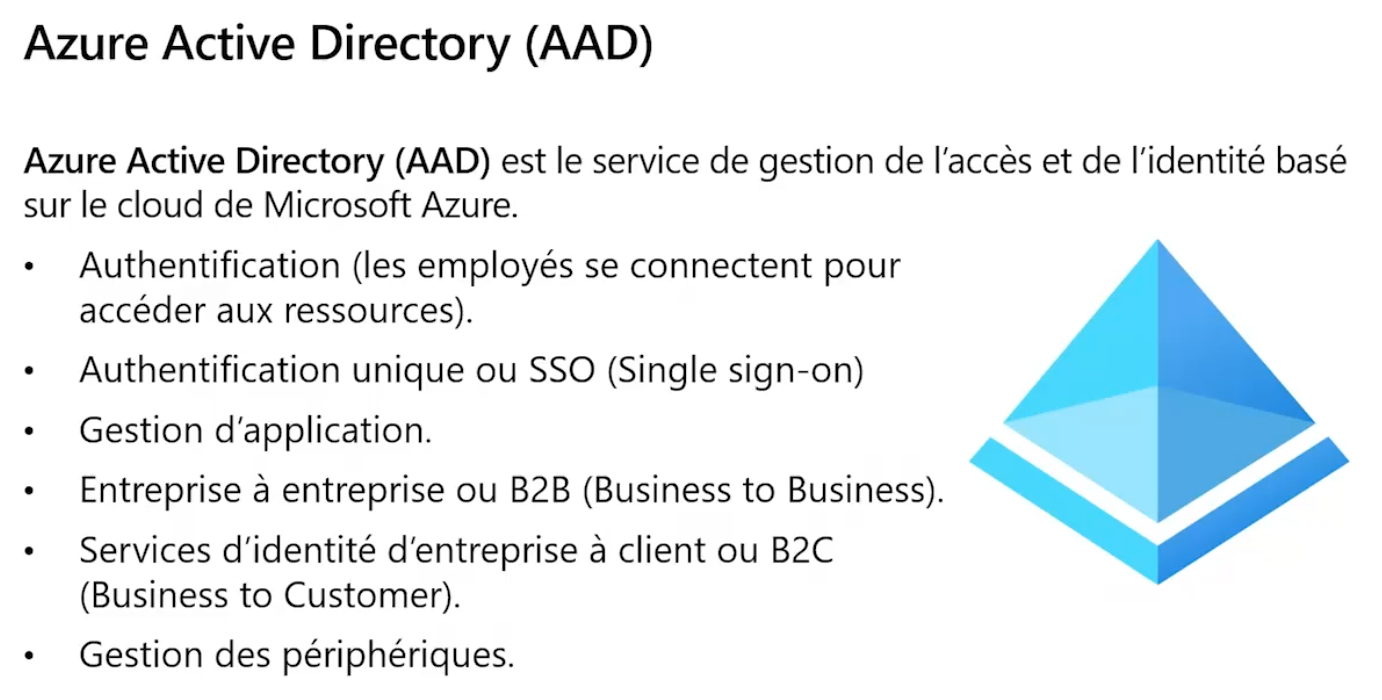 Azure Active Directory (AAD)
Azure Active Directory (AAD) est le service de gestion de l’accès et de l’identité basé
sur le cloud de Microsoft Azure.
• Authentification (les employés se connectent pour
accéder aux ressources).
• Authentification unique ou SSO (Single sign-on)
• Gestion d’application.
• Entreprise à entreprise ou B2B (Business to Business).
• Services d’identité d’entreprise à client ou B2C
(Business to Customer).
• Gestion des périphériques.